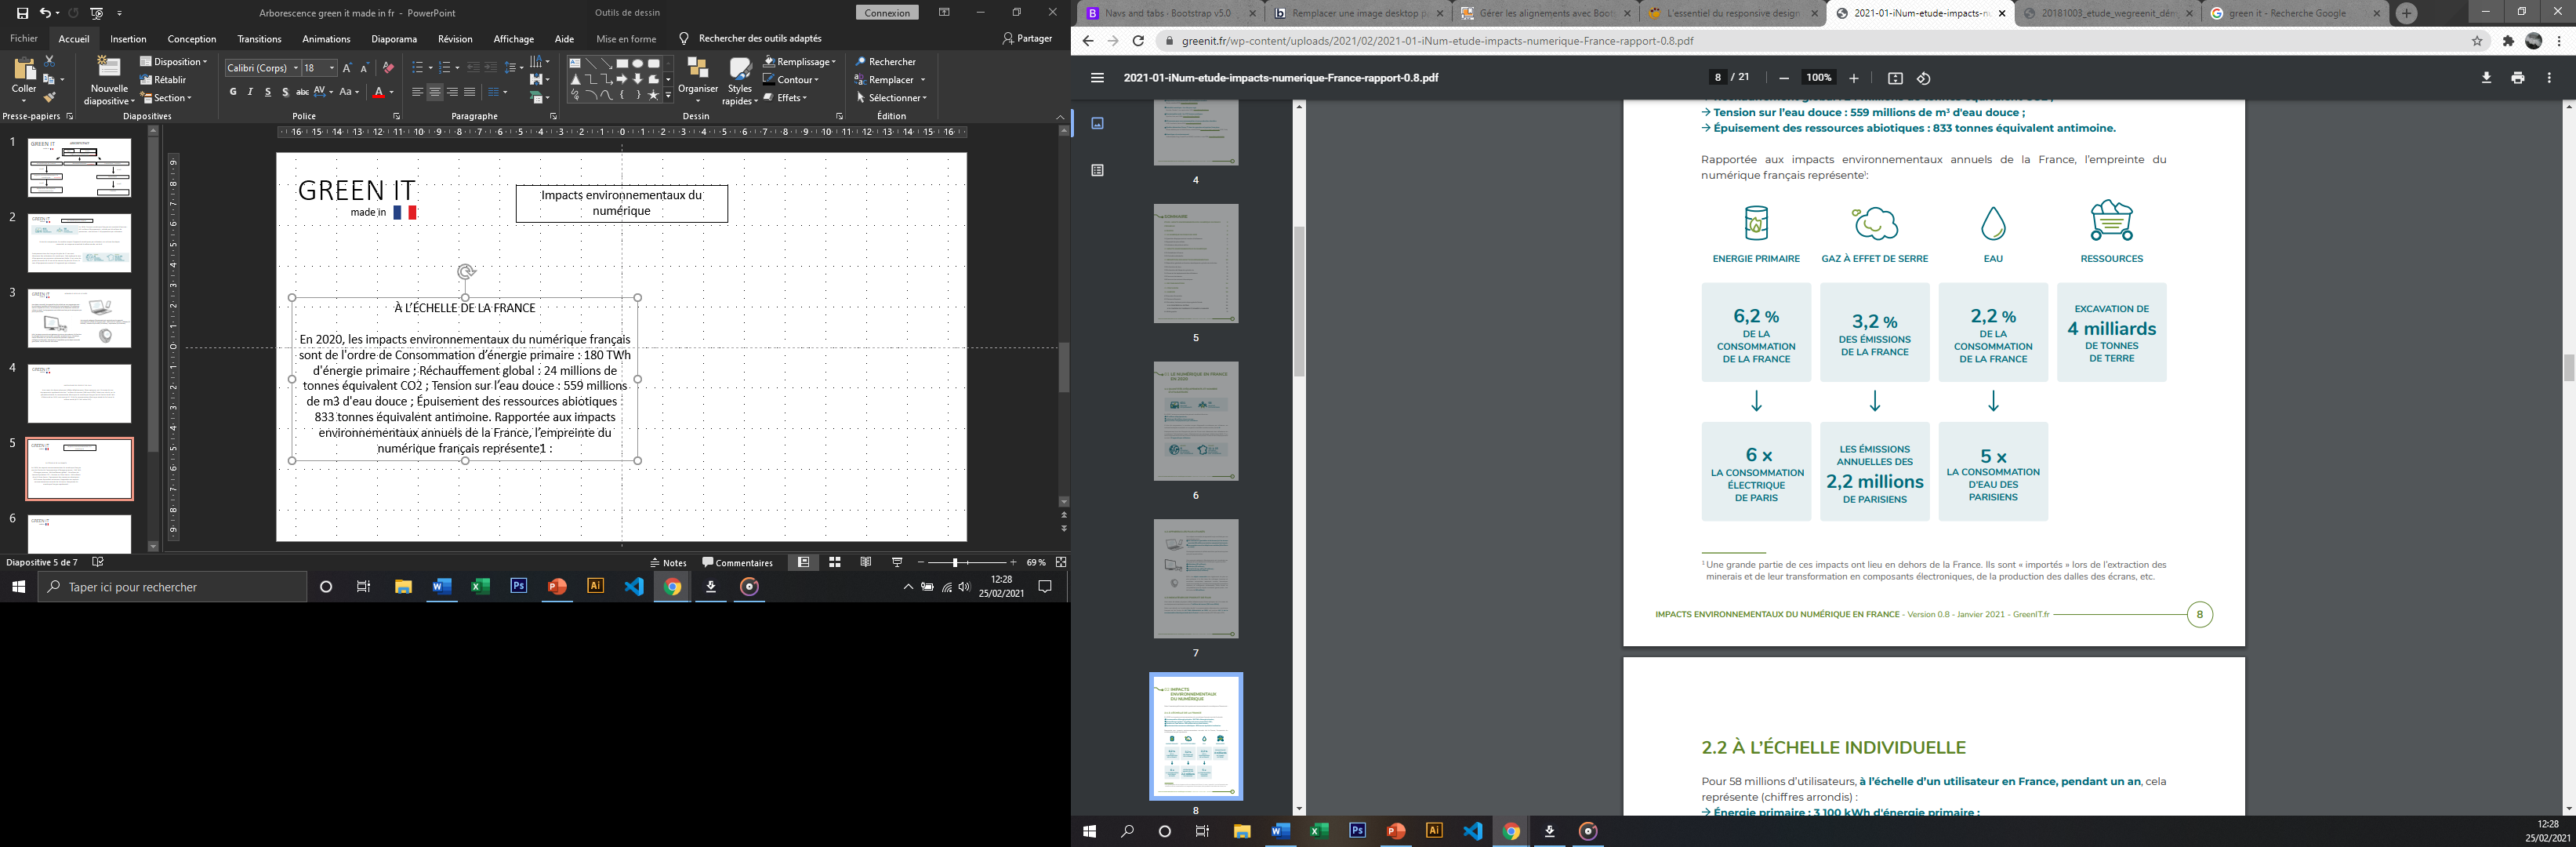 Arborescence green it made in fr - PowerPoint
Outils de dessin
Connexion
Fichier
Accueil
Insertion
Conception
Transitions
Animations
Diaporama
Révision
Affichage
Aide
Mise en forme
Rechercher des outils adaptés
Partager
Coller
Nouvelle
diapositive
Disposition
Rétablir
Section
Calibri (Corps)
18
G I S S abc AV Aa A
Remplissage
Contour
Effets
Organiser
Styles
rapides
Rechercher
Remplacer
Sélectionner
Presse-papiers
Diapositives
Police
Paragraphe
Dessin
Édition
1
2
3
4
5
6
GREEN IT
made in
Impacts environnementaux du
numérique
À L'ÉCHELLE DE LA FRANCE
En 2020, les impacts environnementaux du numérique français
sont de l'ordre de Consommation d'énergie primaire : 180 TWh
d'énergie primaire ; Réchauffement global : 24 millions de
tonnes équivalent CO2 ; Tension sur l'eau douce : 559 millions
de m3 d'eau douce ; Épuisement des ressources abiotiques
833 tonnes équivalent antimoine. Rapportée aux impacts
environnementaux annuels de la France, l'empreinte du
numérique français représente1 :
Diapositive 5 de 7
Notes
Commentaires
69 %
Taper ici pour rechercher
12:28
25/02/2021
Navs and tabs · Bootstrap v5.0
Remplacer une image desktop p
Gérer les alignements avec Boot
L'essentiel du responsive design
2021-01-iNum-etude-impacts-n
20181003_etude_wegreenit_dém
green it - Recherche Google
greenit.fr/wp-content/uploads/2021/02/2021-01-iNum-etude-impacts-numerique-France-rapport-0.8.pdf
2021-01-iNum-etude-impacts-numerique-France-rapport-0.8.pdf
8 / 21
100%
4
SOMMAIRE
5
6
7
8
→ Tension sur l'eau douce : 559 millions de m³ d'eau douce ;
→ Épuisement des ressources abiotiques : 833 tonnes équivalent antimoine.
Rapportée aux impacts environnementaux annuels de la France, l'empreinte du
numérique français représente¹:
ENERGIE PRIMAIRE
GAZ À EFFET DE SERRE
EAU
RESSOURCES
6,2 %
DE LA
CONSOMMATION
DE LA FRANCE
3,2 %
DES ÉMISSIONS
DE LA FRANCE
2,2 %
DE LA
CONSOMMATION
DE LA FRANCE
EXCAVATION DE
4 milliards
DE TONNES
DE TERRE
6 x
LA CONSOMMATION
ÉLECTRIQUE
DE PARIS
LES ÉMISSIONS
ANNUELLES DES
2,2 millions
DE PARISIENS
5 x
LA CONSOMMATION
D'EAU DES
PARISIENS
¹ Une grande partie de ces impacts ont lieu en dehors de la France. Ils sont « importés » lors de l'extraction des
minerais et de leur transformation en composants électroniques, de la production des dalles des écrans, etc.
IMPACTS ENVIRONNEMENTAUX DU NUMÉRIQUE EN FRANCE - Version 0.8 - Janvier 2021 - GreenIT.fr
8
2.2 À L'ÉCHELLE INDIVIDUELLE
Pour 58 millions d'utilisateurs, à l'échelle d'un utilisateur en France, pendant un an, cela
représente (chiffres arrondis) :
→ Énergie primaire : 3 100 kWh d'énergie primaire ;
12:28
25/02/2021